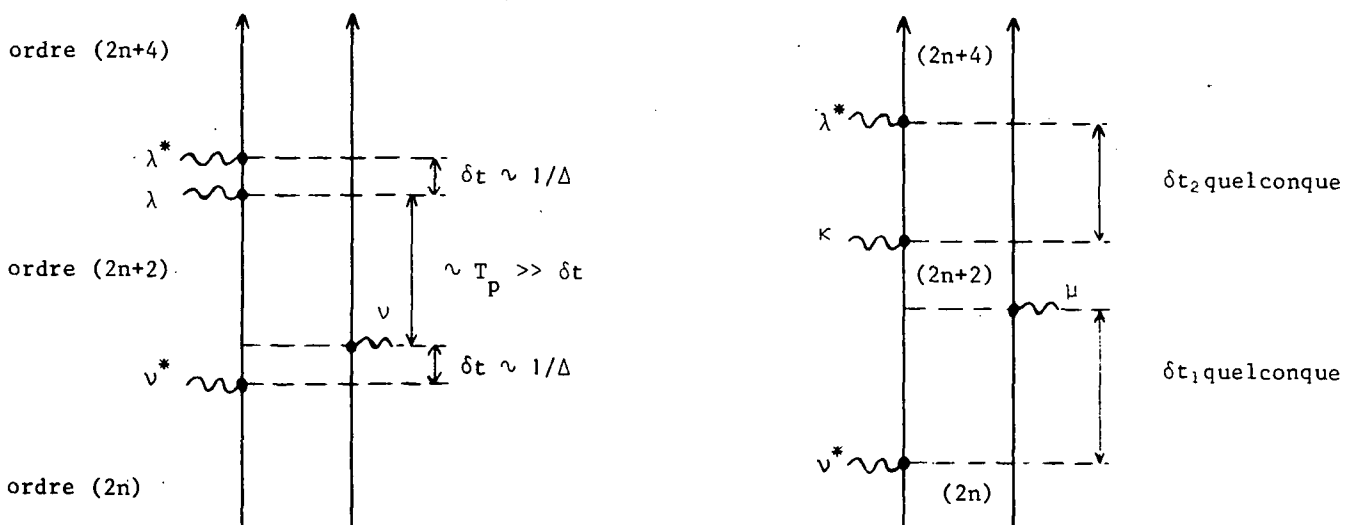 ordre (2n+4)
λ*
λ
δt ~ 1/Δ
ordre (2n+2)
~ Tp >> δt
ν
ν*
δt ~ 1/Δ
ordre (2n)
(2n+4)
λ*
δt₂ quelconque
κ
(2n+2)
μ
δt₁ quelconque
ν*
(2n)